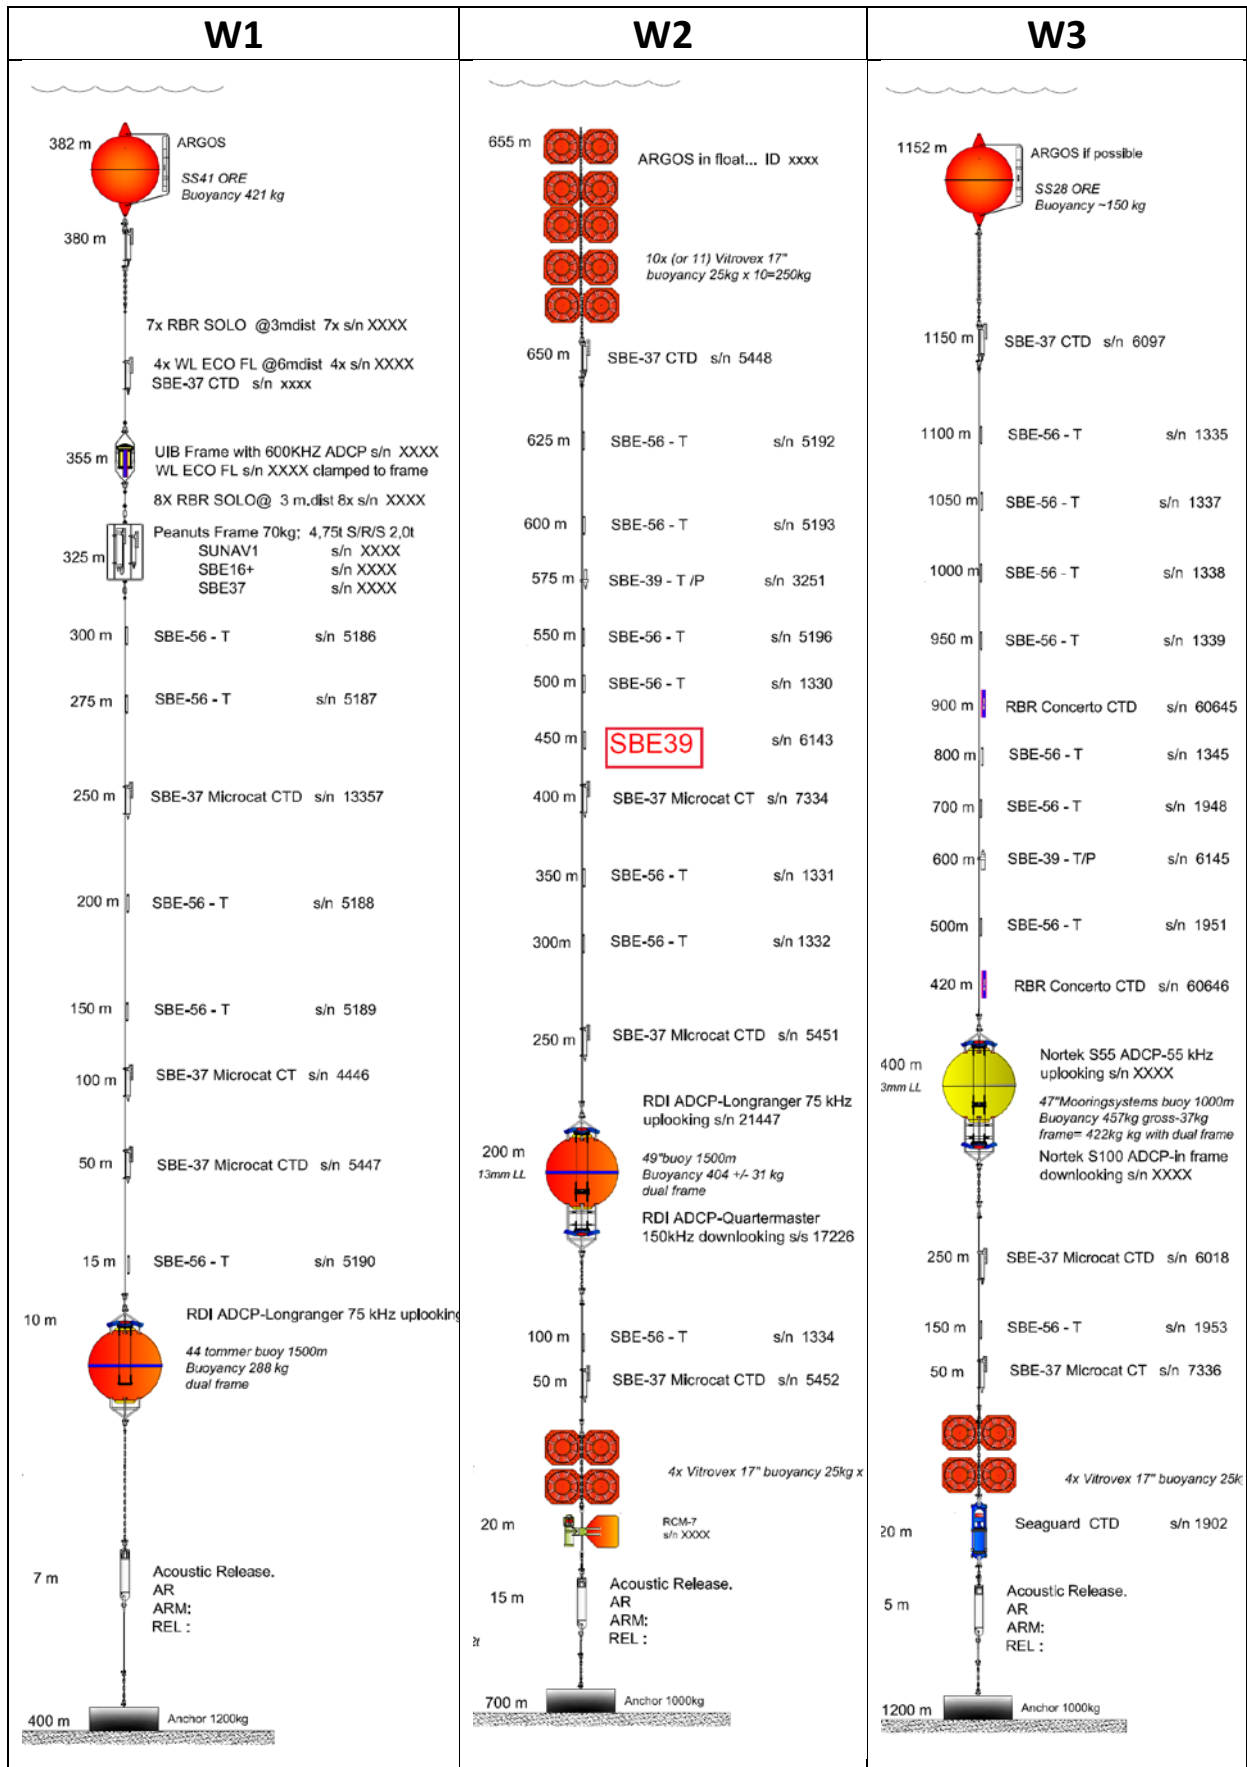 W1
W2
W3
382 m
ARGOS
SS41 ORE
Buoyancy 421 kg
380 m
7x RBR SOLO @3mdist 7x s/n XXXX
4x WL ECO FL @6mdist 4x s/n XXXX
SBE-37 CTD s/n xxxx
355 m
UIB Frame with 600KHZ ADCP s/n XXXX
WL ECO FL s/n XXXX clamped to frame
8X RBR SOLO@ 3 m.dist 8x s/n XXXX
Peanuts Frame 70kg; 4,75t S/R/S 2,0t
325 m
SUNAV1 s/n XXXX
SBE16+ s/n XXXX
SBE37 s/n XXXX
300 m SBE-56 - T s/n 5186
275 m SBE-56 - T s/n 5187
250 m SBE-37 Microcat CTD s/n 13357
200 m SBE-56 - T s/n 5188
150 m SBE-56 - T s/n 5189
100 m SBE-37 Microcat CT s/n 4446
50 m SBE-37 Microcat CTD s/n 5447
15 m SBE-56 - T s/n 5190
10 m
RDI ADCP-Longranger 75 kHz uplooking
44 tommer buoy 1500m
Buoyancy 288 kg
dual frame
7 m
Acoustic Release.
AR
ARM:
REL :
400 m
Anchor 1200kg
655 m
ARGOS in float... ID xxxx
10x (or 11) Vitrovex 17"
buoyancy 25kg x 10=250kg
650 m SBE-37 CTD s/n 5448
625 m SBE-56 - T s/n 5192
600 m SBE-56 - T s/n 5193
575 m SBE-39 - T /P s/n 3251
550 m SBE-56 - T s/n 5196
500 m SBE-56 - T s/n 1330
450 m SBE39 s/n 6143
400 m SBE-37 Microcat CT s/n 7334
350 m SBE-56 - T s/n 1331
300m SBE-56 - T s/n 1332
250 m SBE-37 Microcat CTD s/n 5451
RDI ADCP-Longranger 75 kHz
uplooking s/n 21447
200 m
13mm LL
49"buoy 1500m
Buoyancy 404 +/- 31 kg
dual frame
RDI ADCP-Quartermaster
150kHz downlooking s/s 17226
100 m SBE-56 - T s/n 1334
50 m SBE-37 Microcat CTD s/n 5452
4x Vitrovex 17" buoyancy 25kg x
20 m
RCM-7
s/n XXXX
15 m
Acoustic Release.
AR
ARM:
REL :
700 m
Anchor 1000kg
1152 m
ARGOS if possible
SS28 ORE
Buoyancy ~150 kg
1150 m SBE-37 CTD s/n 6097
1100 m SBE-56 - T s/n 1335
1050 m SBE-56 - T s/n 1337
1000 m SBE-56 - T s/n 1338
950 m SBE-56 - T s/n 1339
900 m RBR Concerto CTD s/n 60645
800 m SBE-56 - T s/n 1345
700 m SBE-56 - T s/n 1948
600 m SBE-39 - T/P s/n 6145
500m SBE-56 - T s/n 1951
420 m RBR Concerto CTD s/n 60646
Nortek S55 ADCP-55 kHz
uplooking s/n XXXX
400 m
3mm LL
47"Mooringsystems buoy 1000m
Buoyancy 457kg gross-37kg
frame= 422kg kg with dual frame
Nortek S100 ADCP-in frame
downlooking s/n XXXX
250 m SBE-37 Microcat CTD s/n 6018
150 m SBE-56 - T s/n 1953
50 m SBE-37 Microcat CT s/n 7336
4x Vitrovex 17" buoyancy 25k
20 m Seaguard CTD s/n 1902
5 m
Acoustic Release.
AR
ARM:
REL :
1200 m
Anchor 1000kg